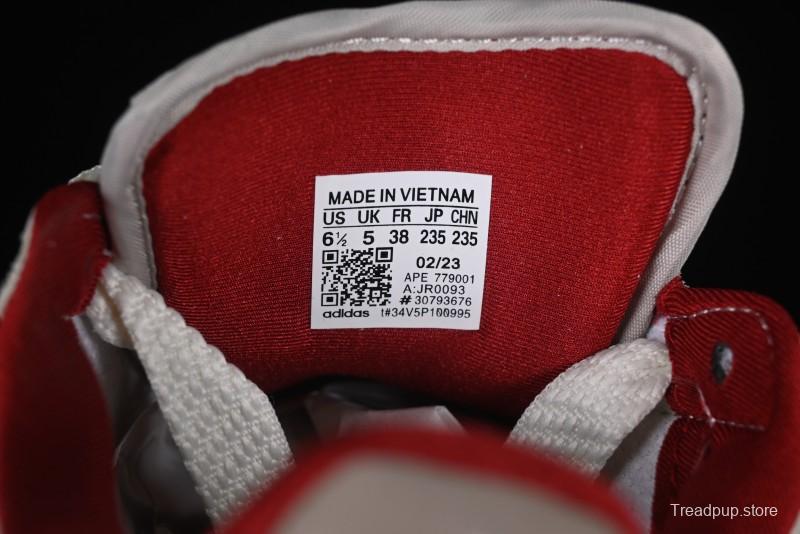 MADE IN VIETNAM
US UK FR JP CHN
6½ 5 38 235 235
02/23
APE 779001
A:JR0093
# 30793676
adidas t#34V5P100995
Treadpup.store